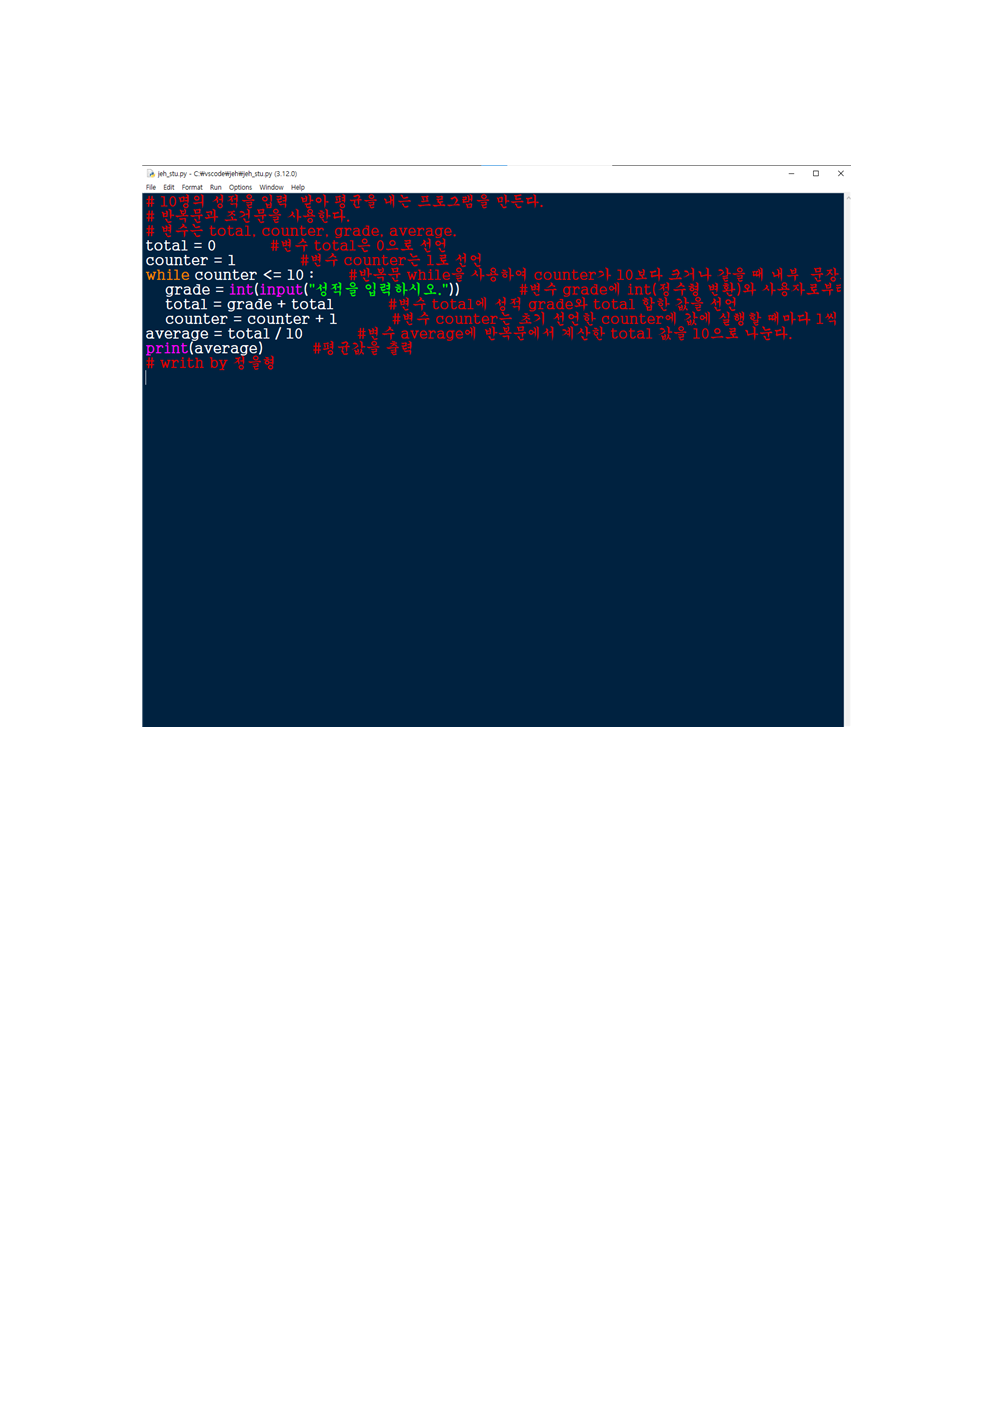 jeh_stu.py - C:₩vscode₩jeh₩jeh_stu.py (3.12.0)
File Edit Format Run Options Window Help
# 10명의 성적을 입력 받아 평균을 내는 프로그램을 만든다.
# 반복문과 조건문을 사용한다.
# 변수는 total, counter, grade, average.
total = 0 #변수 total은 0으로 선언
counter = 1 #변수 counter는 1로 선언
while counter <= 10 : #반복문 while을 사용하여 counter가 10보다 크거나 같을 때 내부 문장
grade = int(input("성적을 입력하시오.")) #변수 grade에 int(정수형 변환)와 사용자로부터
total = grade + total #변수 total에 성적 grade와 total 합한 값을 선언
counter = counter + 1 #변수 counter는 초기 선언한 counter에 값에 실행할 때마다 1씩
average = total / 10 #변수 average에 반복문에서 계산한 total 값을 10으로 나눈다.
print(average) #평균값을 출력
# writh by 정을형